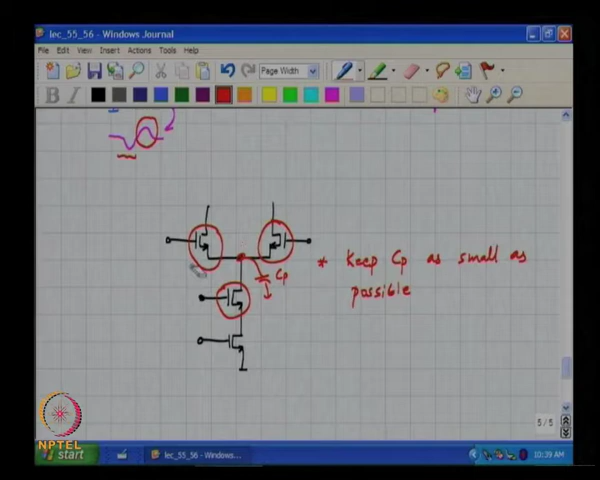 lec_55_56 - Windows Journal
File Edit View Insert Actions Tools Help
Page Width
B I
Cp
* Keep Cp as small as
possible
5/5
NPTEL
start lec_55_56 - Windows... 10:39 AM